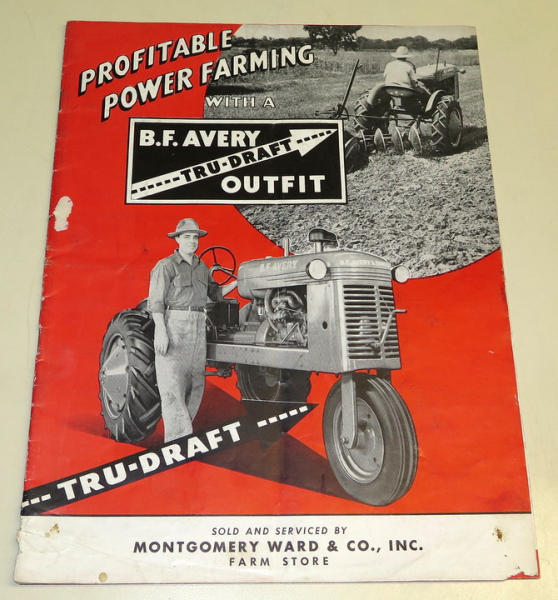 PROFITABLE
POWER FARMING
WITH A
B.F. AVERY
TRU-DRAFT
OUTFIT
B.F. AVERY
B.F. AVERY &
TRU-DRAFT
SOLD AND SERVICED BY
MONTGOMERY WARD & CO., INC.
FARM STORE